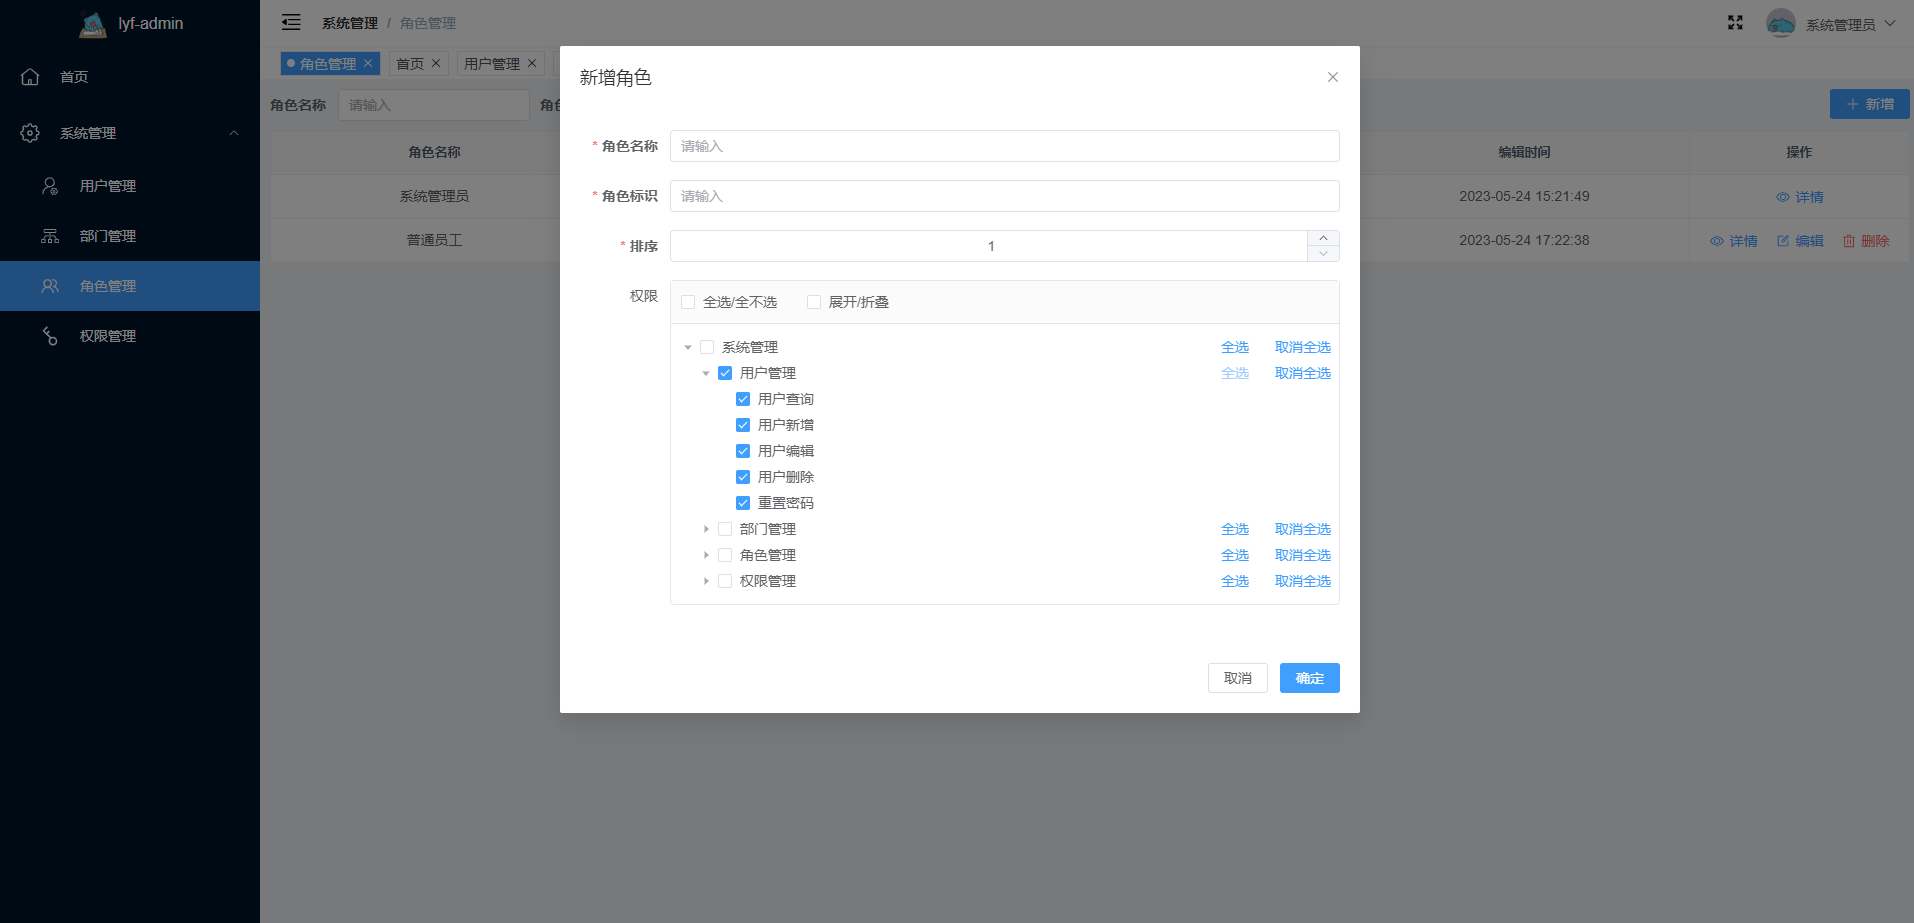 lyf-admin
首页
系统管理
用户管理
部门管理
角色管理
权限管理
系统管理 / 角色管理
系统管理员
角色管理
首页
用户管理
角色名称 请输入
新增
角色名称 编辑时间 操作
系统管理员 2023-05-24 15:21:49 详情
普通员工 2023-05-24 17:22:38 详情 编辑 删除
新增角色
* 角色名称 请输入
* 角色标识 请输入
* 排序 1
权限 全选/全不选 展开/折叠
系统管理 全选 取消全选
用户管理 全选 取消全选
用户查询
用户新增
用户编辑
用户删除
重置密码
部门管理 全选 取消全选
角色管理 全选 取消全选
权限管理 全选 取消全选
取消 确定